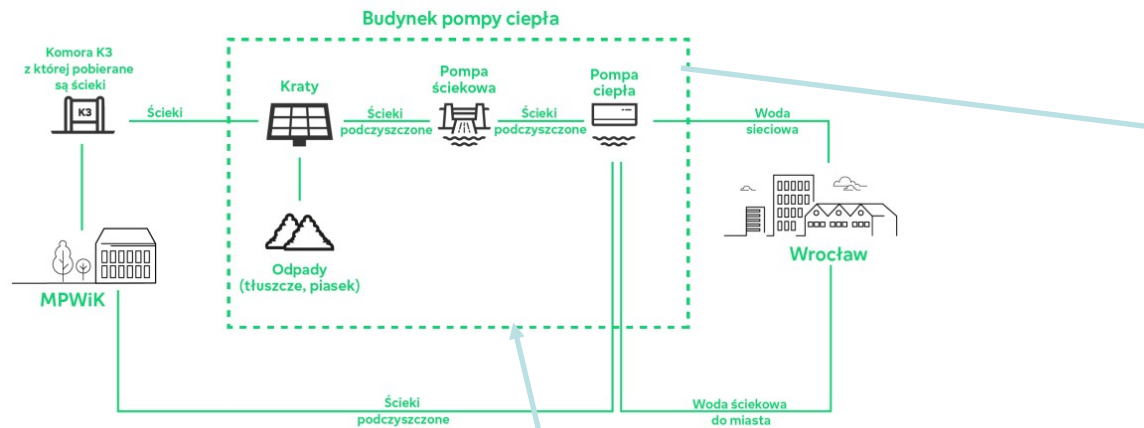 Budynek pompy ciepła
Komora K3
z której pobierane
są ścieki
K3
Ścieki
Kraty
Ścieki
podczyszczone
Pompa
ściekowa
Ścieki
podczyszczone
Pompa
ciepła
Woda
sieciowa
Odpady
(tłuszcze, piasek)
MPWiK
Wrocław
Ścieki
podczyszczone
Woda ściekowa
do miasta